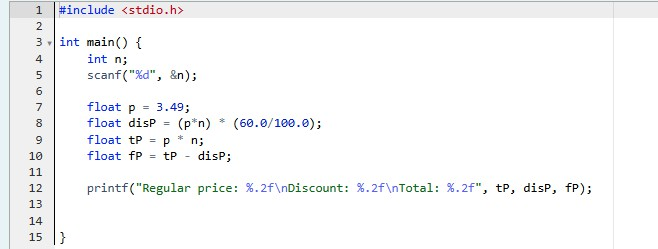 1 #include <stdio.h>
2
3 int main() {
4     int n;
5     scanf("%d", &n);
6
7     float p = 3.49;
8     float disP = (p*n) * (60.0/100.0);
9     float tP = p * n;
10     float fP = tP - disP;
11
12     printf("Regular price: %.2f\nDiscount: %.2f\nTotal: %.2f", tP, disP, fP);
13
14
15 }